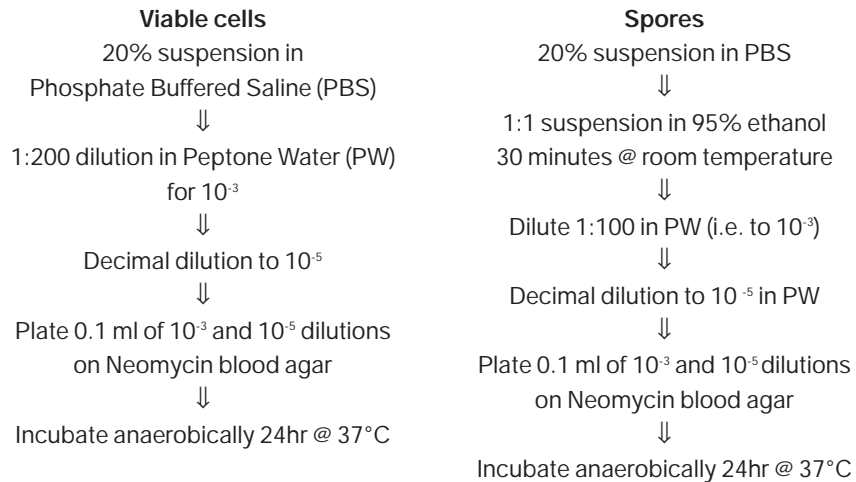 Viable cells
20% suspension in
Phosphate Buffered Saline (PBS)
⇓
1:200 dilution in Peptone Water (PW)
for 10⁻³
⇓
Decimal dilution to 10⁻⁵
⇓
Plate 0.1 ml of 10⁻³ and 10⁻⁵ dilutions
on Neomycin blood agar
⇓
Incubate anaerobically 24hr @ 37°C
Spores
20% suspension in PBS
⇓
1:1 suspension in 95% ethanol
30 minutes @ room temperature
⇓
Dilute 1:100 in PW (i.e. to 10⁻³)
⇓
Decimal dilution to 10 ⁻⁵ in PW
⇓
Plate 0.1 ml of 10⁻³ and 10⁻⁵ dilutions
on Neomycin blood agar
⇓
Incubate anaerobically 24hr @ 37°C